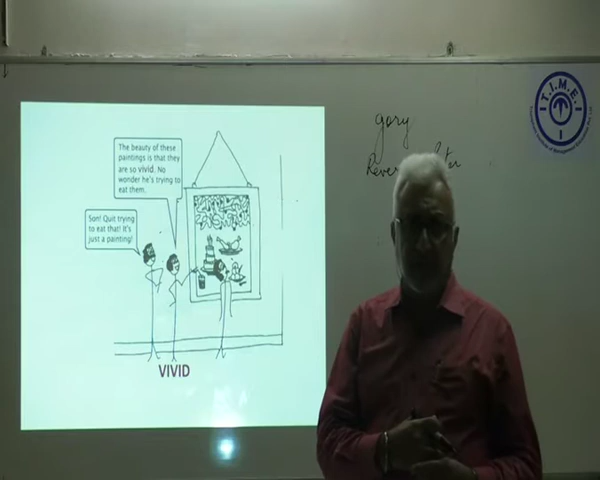 The beauty of these
paintings is that they
are so vivid. No
wonder he's trying to
eat them.
Son! Quit trying
to eat that! it's
just a painting!
VIVID
gory
T.I.M.E.